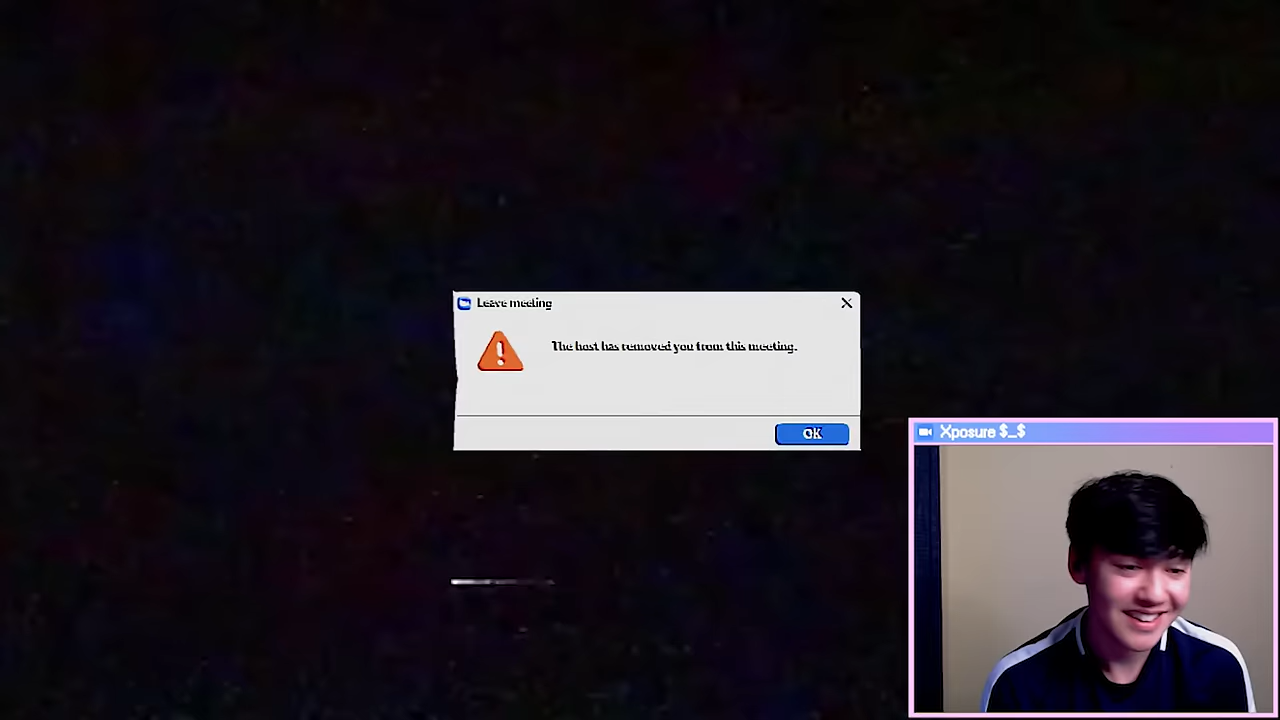 Leave meeting
The host has removed you from this meeting.
OK
Xposure $_$